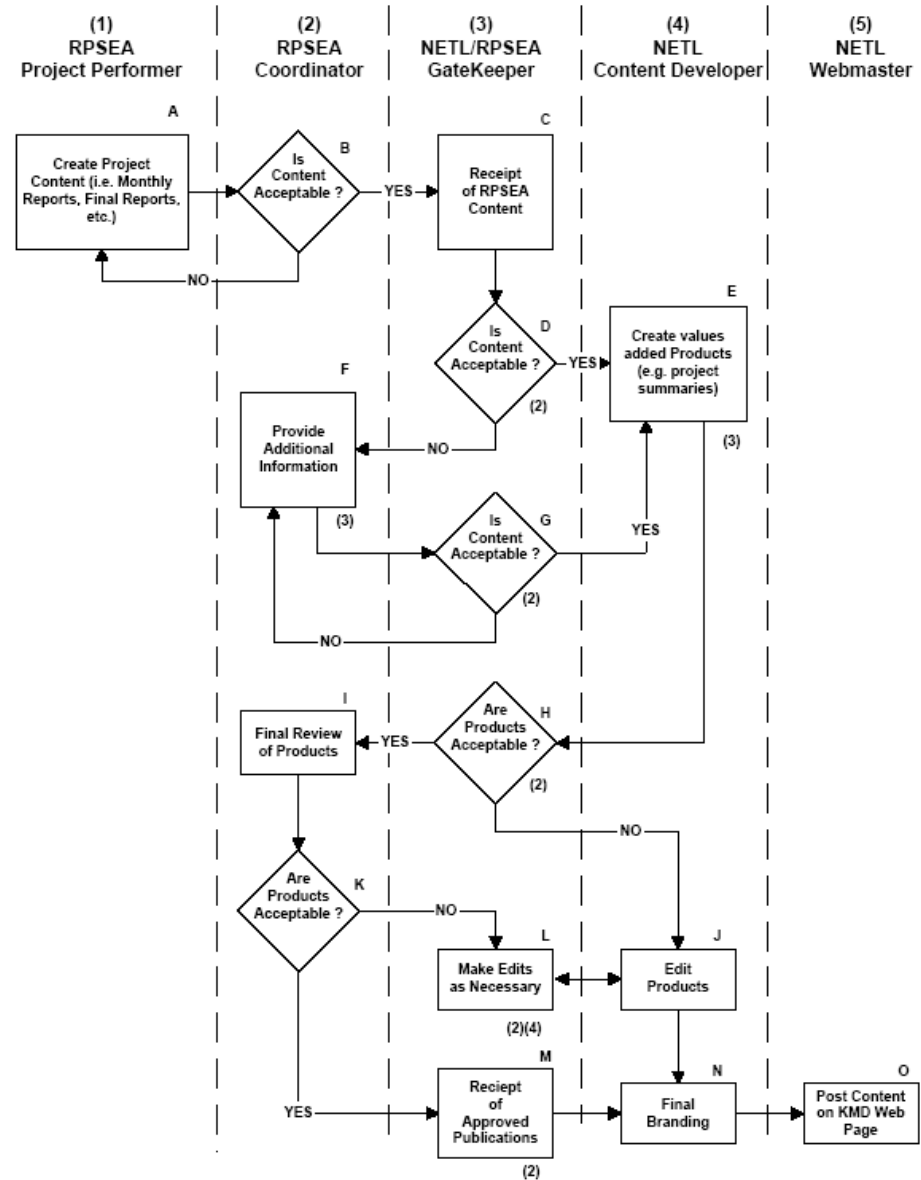 (1)
RPSEA
Project Performer
(2)
RPSEA
Coordinator
(3)
NETL/RPSEA
GateKeeper
(4)
NETL
Content Developer
(5)
NETL
Webmaster
A
Create Project
Content (i.e. Monthly
Reports, Final Reports,
etc.)
B
Is
Content
Acceptable ?
YES
NO
C
Receipt
of RPSEA
Content
D
Is
Content
Acceptable ?
(2)
YES
NO
E
Create values
added Products
(e.g. project
summaries)
(3)
F
Provide
Additional
Information
(3)
G
Is
Content
Acceptable ?
(2)
YES
NO
H
Are
Products
Acceptable ?
(2)
YES
NO
I
Final Review
of Products
K
Are
Products
Acceptable ?
NO
YES
L
Make Edits
as Necessary
(2)(4)
J
Edit
Products
M
Reciept
of
Approved
Publications
(2)
N
Final
Branding
O
Post Content
on KMD Web
Page